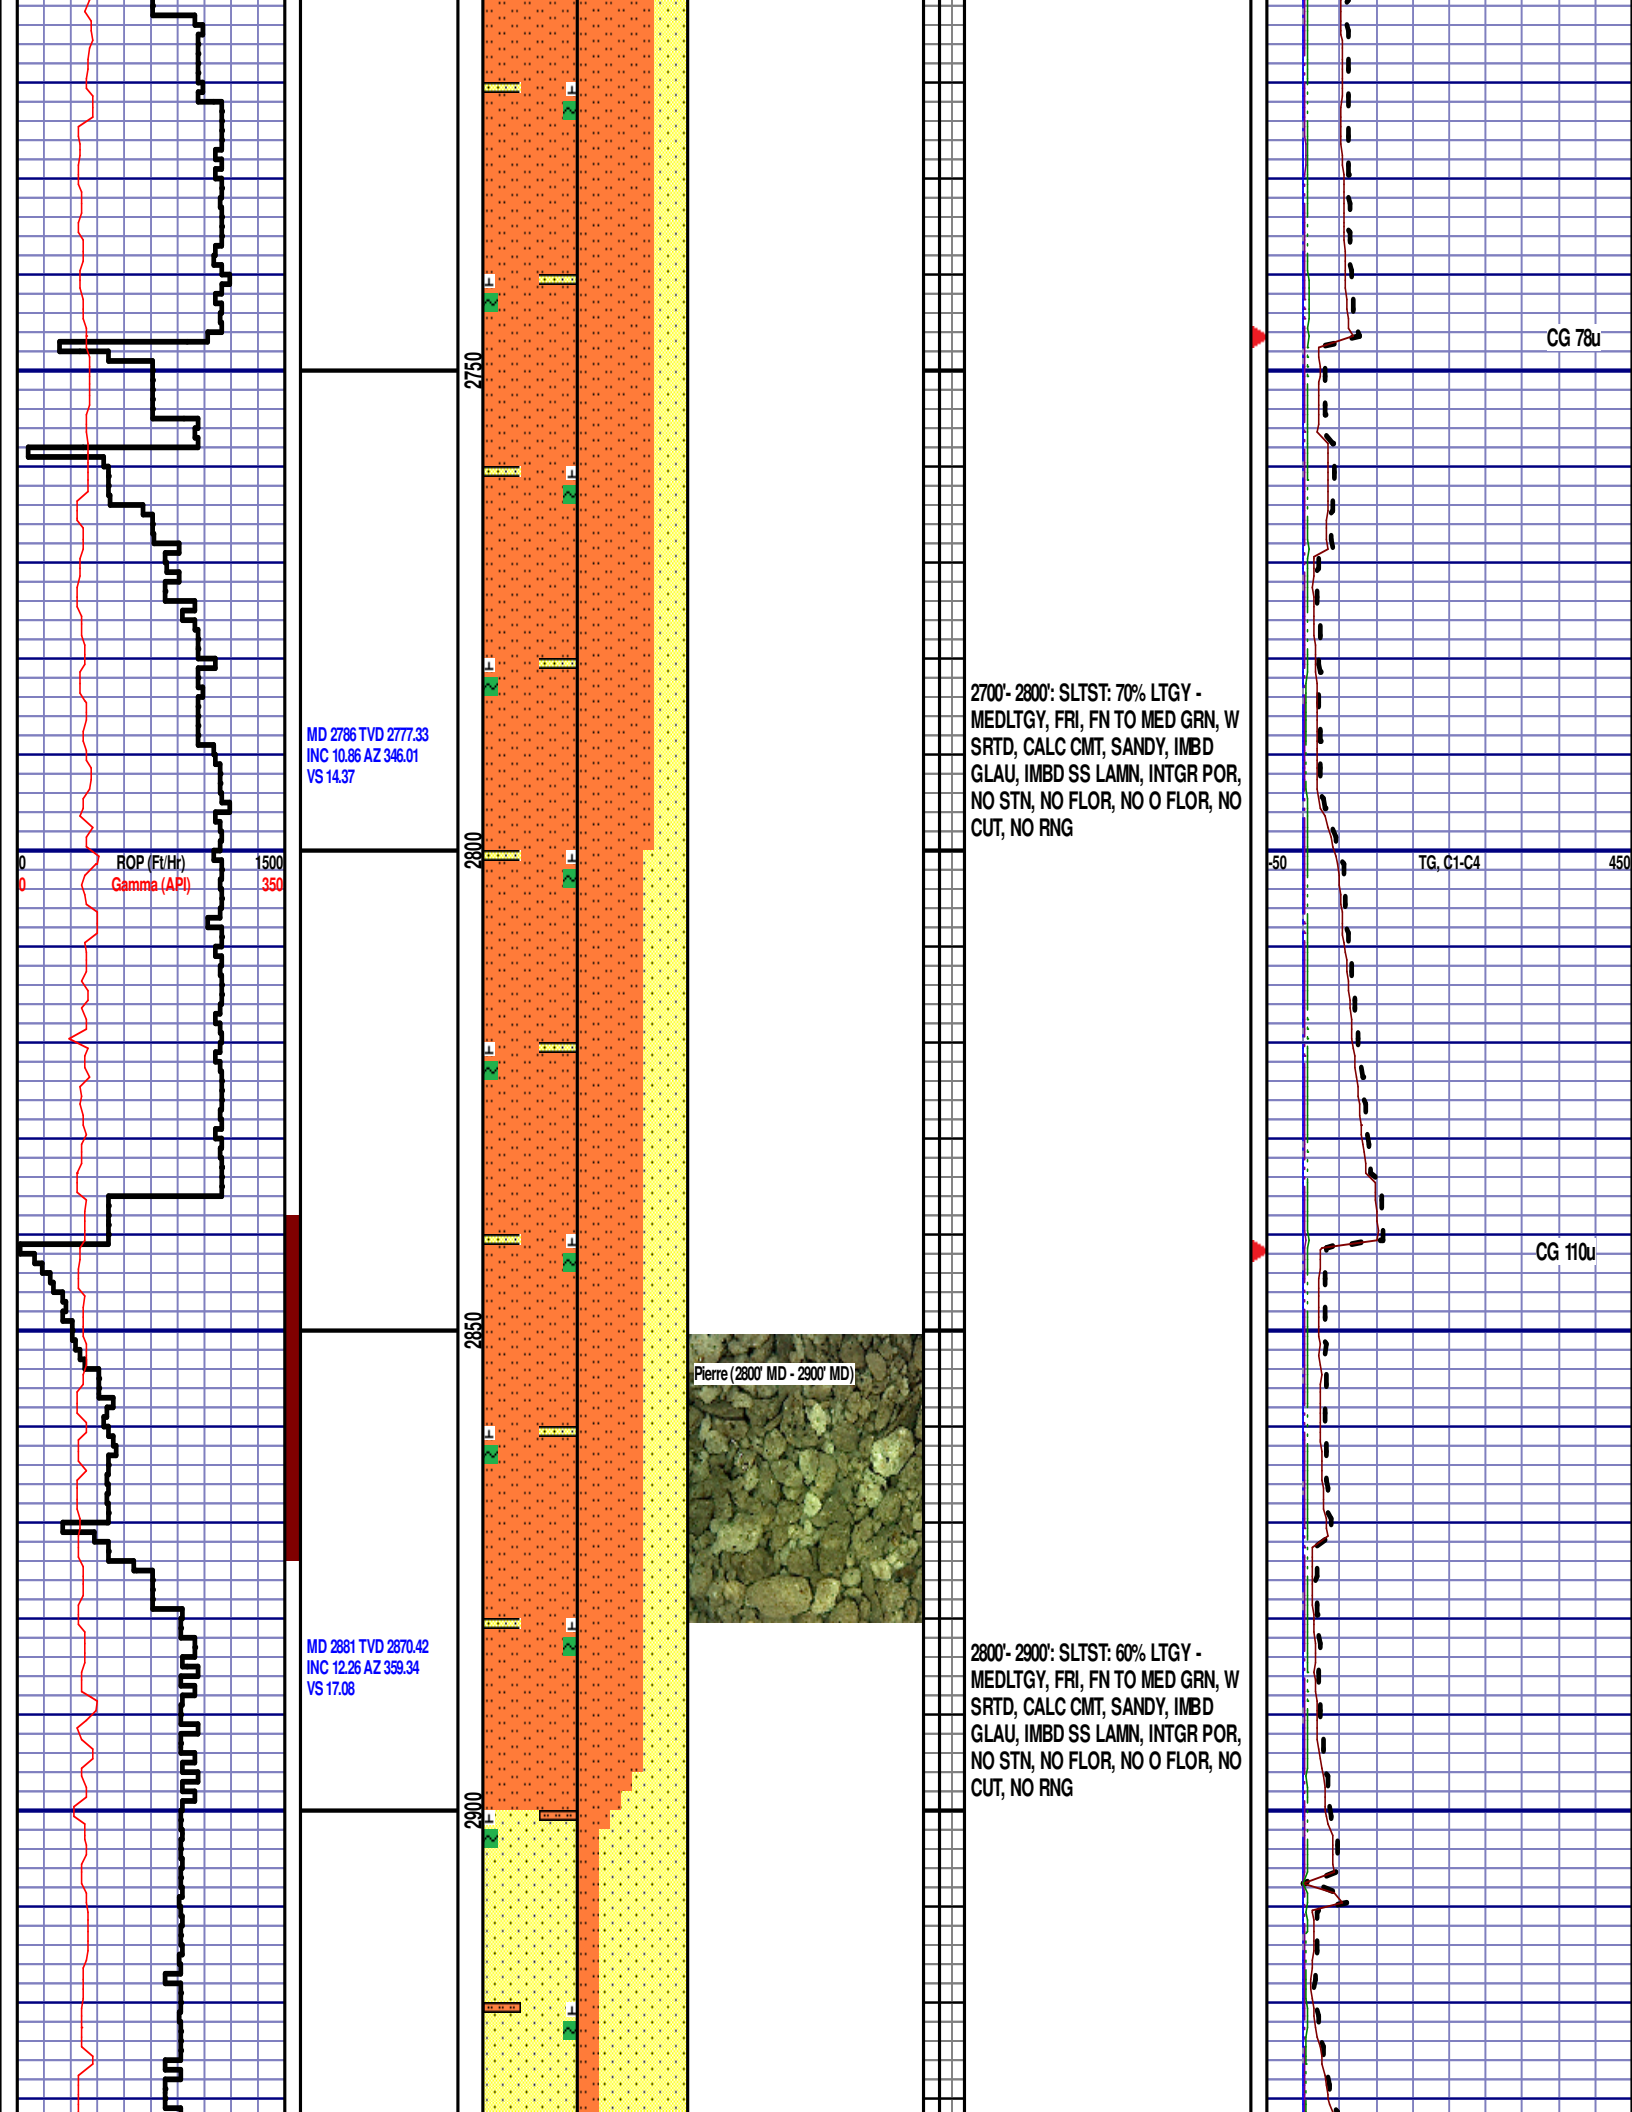 CG 78u
2750
2700'- 2800': SLTST: 70% LTGY -
MEDLTGY, FRI, FN TO MED GRN, W
SRTD, CALC CMT, SANDY, IMBD
GLAU, IMBD SS LAMN, INTGR POR,
NO STN, NO FLOR, NO O FLOR, NO
CUT, NO RNG
MD 2786 TVD 2777.33
INC 10.86 AZ 346.01
VS 14.37
2800
0 ROP (Ft/Hr) 1500
0 Gamma (API) 350
-50 TG, C1-C4 450
CG 110u
2850
Pierre (2800' MD - 2900' MD)
MD 2881 TVD 2870.42
INC 12.26 AZ 359.34
VS 17.08
2800'- 2900': SLTST: 60% LTGY -
MEDLTGY, FRI, FN TO MED GRN, W
SRTD, CALC CMT, SANDY, IMBD
GLAU, IMBD SS LAMN, INTGR POR,
NO STN, NO FLOR, NO O FLOR, NO
CUT, NO RNG
2900